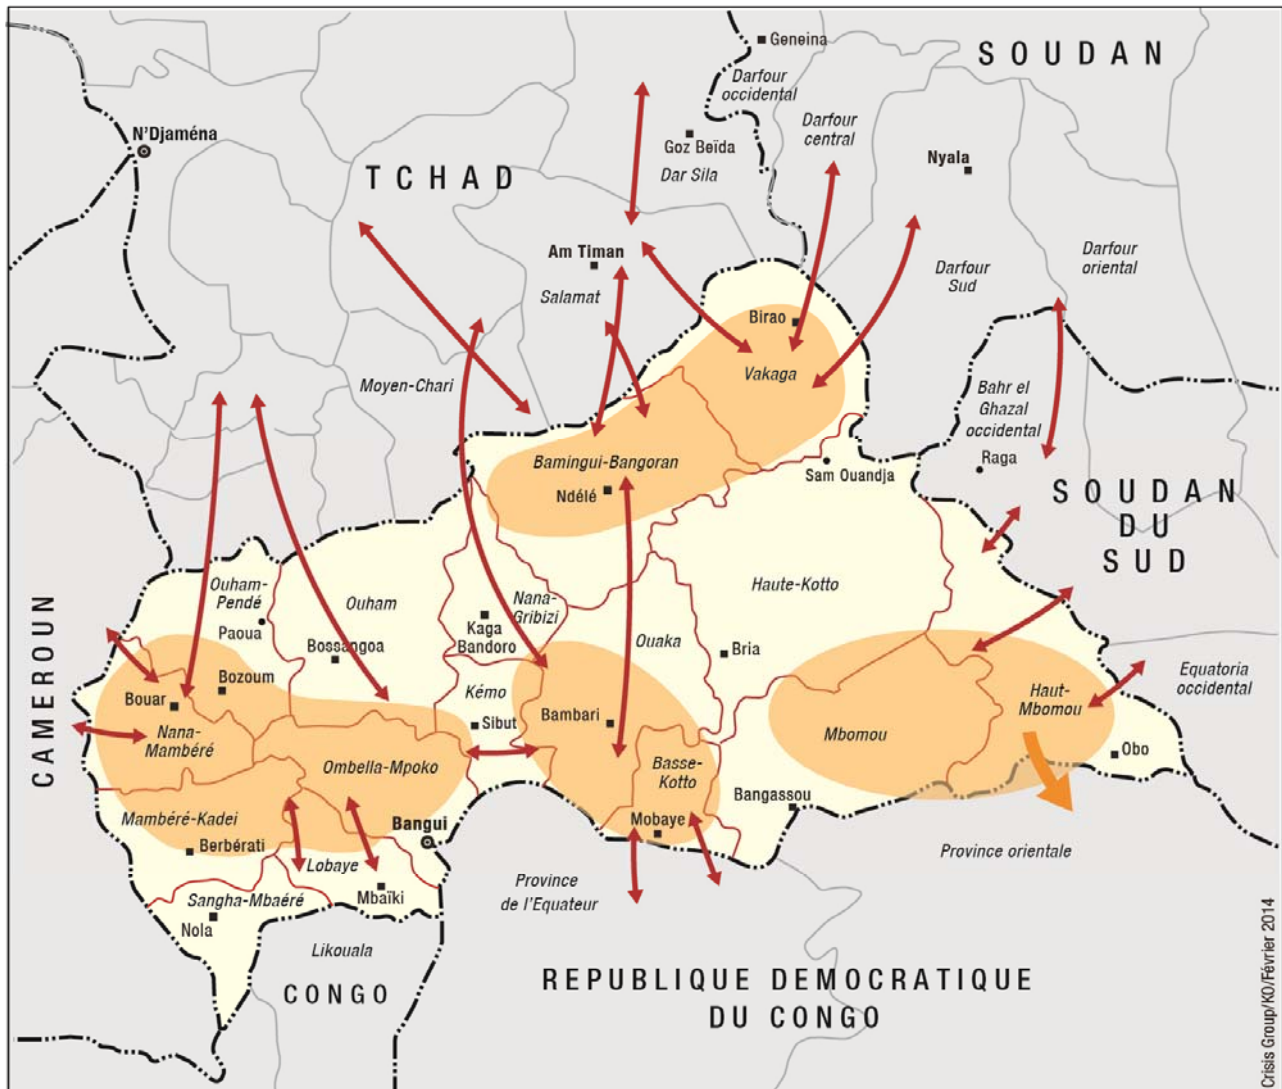 Geneina
SOUDAN
Darfour
occidental
Darfour
central
N'Djaména
Goz Beïda
Nyala
TCHAD
Dar Sila
Am Timan
Salamat
Darfour
Sud
Darfour
oriental
Birao
Vakaga
Moyen-Chari
Bahr el
Ghazal
occidental
Raga
Bamingui-Bangoran
Ndélé
Sam Ouandja
SOUDAN
DU
SUD
Ouham-
Pendé
Paoua
Ouham
Bossangoa
Nana-
Gribizi
Kaga
Bandoro
Haute-Kotto
Ouaka
Bria
CAMEROUN
Bozoum
Bouar
Nana-
Mambéré
Kémo
Sibut
Bambari
Equatoria
occidental
Haut-
Mbomou
Mbomou
Obo
Ombella-Mpoko
Basse-
Kotto
Bangassou
Mambéré-Kadei
Berbérati
Bangui
Mobaye
Lobaye
Mbaïki
Province orientale
Province
de l'Equateur
Sangha-Mbaéré
Nola
Likouala
CONGO
REPUBLIQUE DEMOCRATIQUE
DU CONGO
Crisis Group/KO/Février 2014